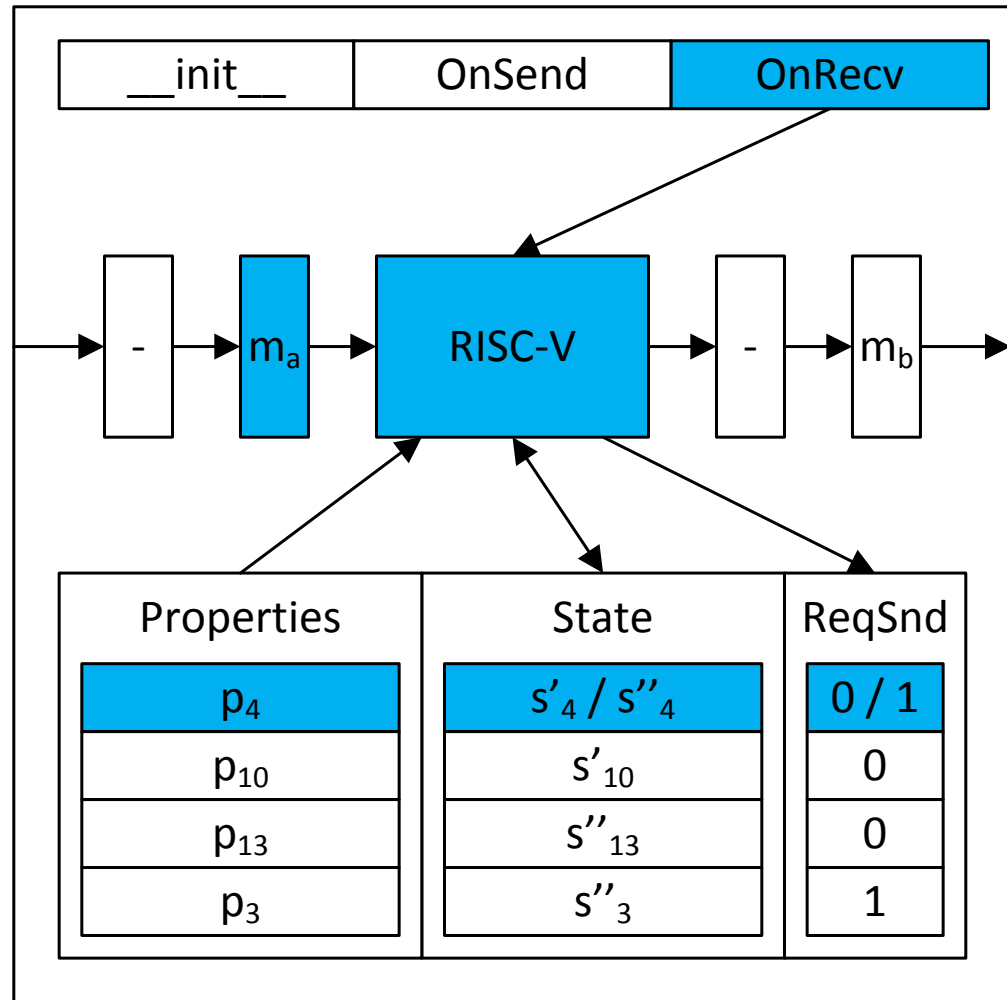 __init__ OnSend OnRecv
- mₐ RISC-V - m_b
Properties State ReqSnd
p₄ s’₄ / s’’₄ 0 / 1
p₁₀ s’₁₀ 0
p₁₃ s’’₁₃ 0
p₃ s’’₃ 1